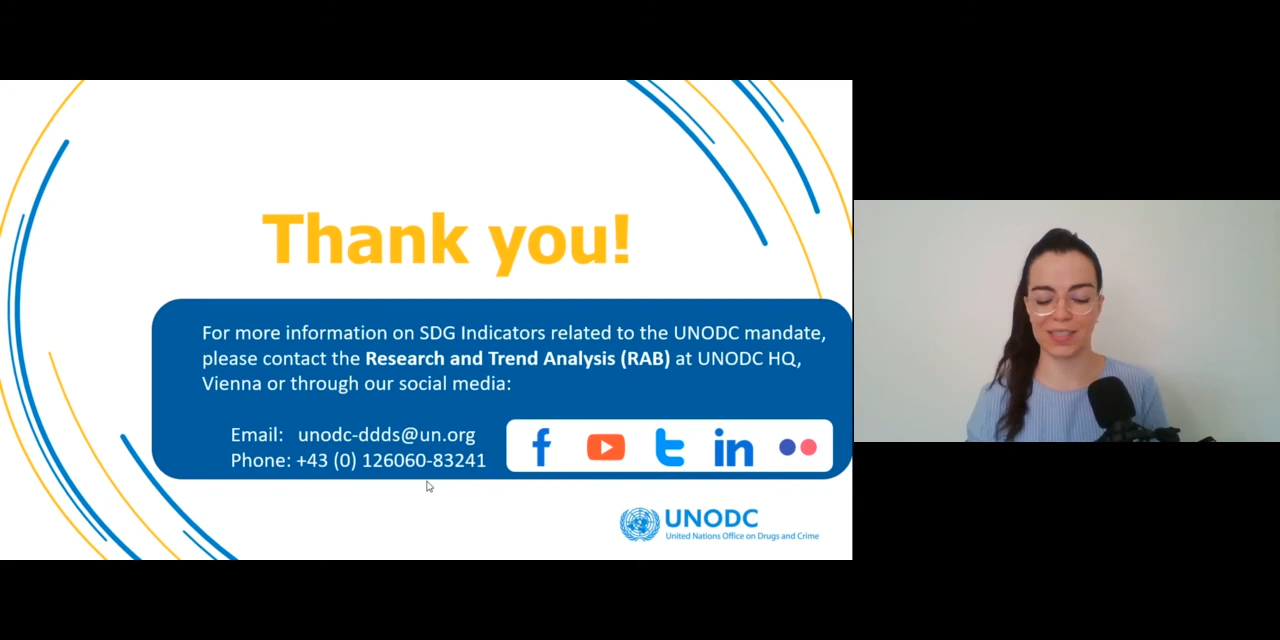 Thank you!
For more information on SDG Indicators related to the UNODC mandate,
please contact the Research and Trend Analysis (RAB) at UNODC HQ,
Vienna or through our social media:
Email: unodc-ddds@un.org
Phone: +43 (0) 126060-83241
UNODC
United Nations Office on Drugs and Crime